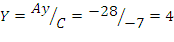 Y = Ay/C = −28/−7 = 4